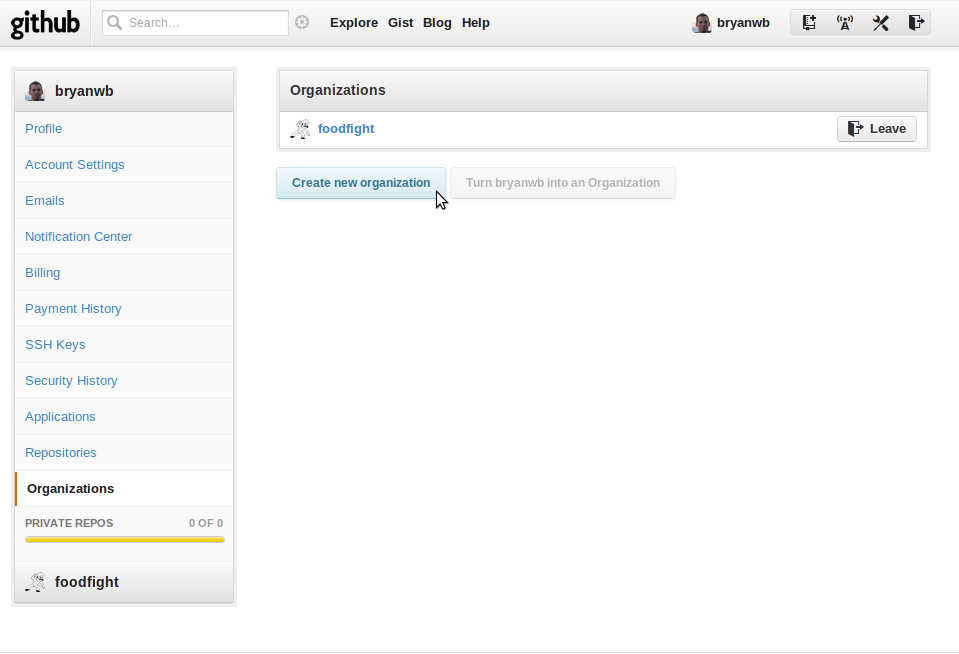 github
Search…
Explore Gist Blog Help
bryanwb
bryanwb
Profile
Account Settings
Emails
Notification Center
Billing
Payment History
SSH Keys
Security History
Applications
Repositories
Organizations
PRIVATE REPOS 0 OF 0
foodfight
Organizations
foodfight
Leave
Create new organization
Turn bryanwb into an Organization